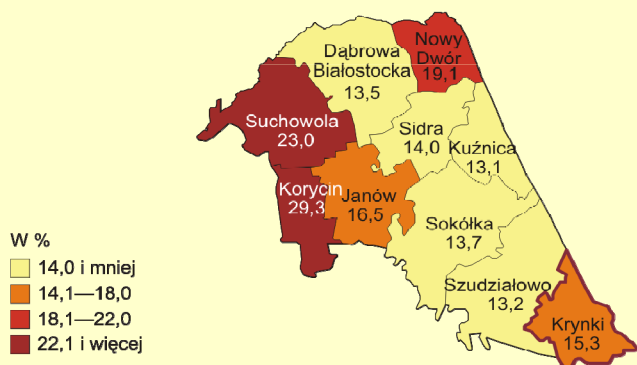 Nowy
Dwór
19,1
Dąbrowa
Białostocka
13,5
Suchowola
23,0
Sidra
14,0
Kuźnica
13,1
Korycin
29,3
Janów
16,5
Sokółka
13,7
Szudziałowo
13,2
Krynki
15,3
W %
14,0 i mniej
14,1—18,0
18,1—22,0
22,1 i więcej